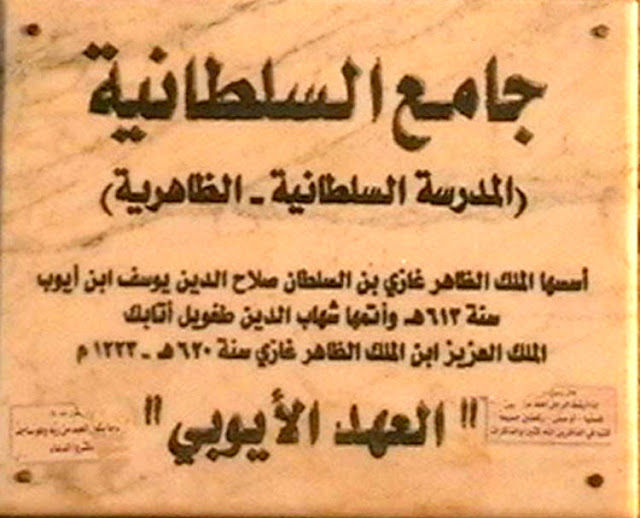 جامع السلطانية
(المدرسة السلطانية - الظاهرية)
أسسها الملك الظاهر غازي بن السلطان صلاح الدين يوسف ابن أيوب
سنة ٦١٣هـ وأتمها شهاب الدين طغويل أتابك
الملك العزيز ابن الملك الظاهر غازي سنة ٦٢٠هـ - ١٢٢٣م
" العهد الأيوبي "